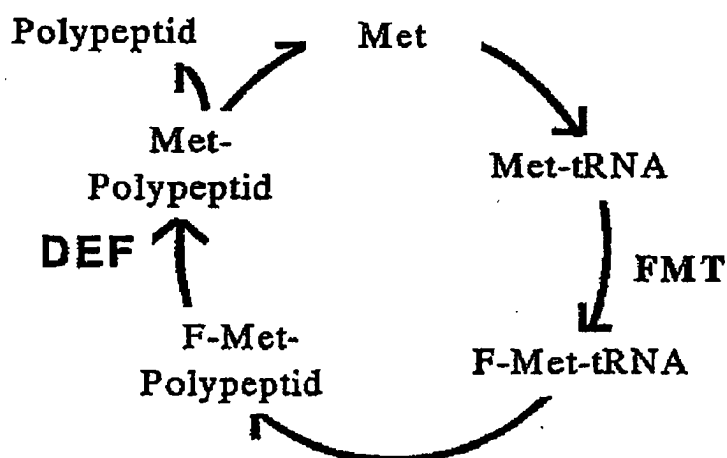 Polypeptid
Met
Met-
Polypeptid
Met-tRNA
DEF
FMT
F-Met-
Polypeptid
F-Met-tRNA